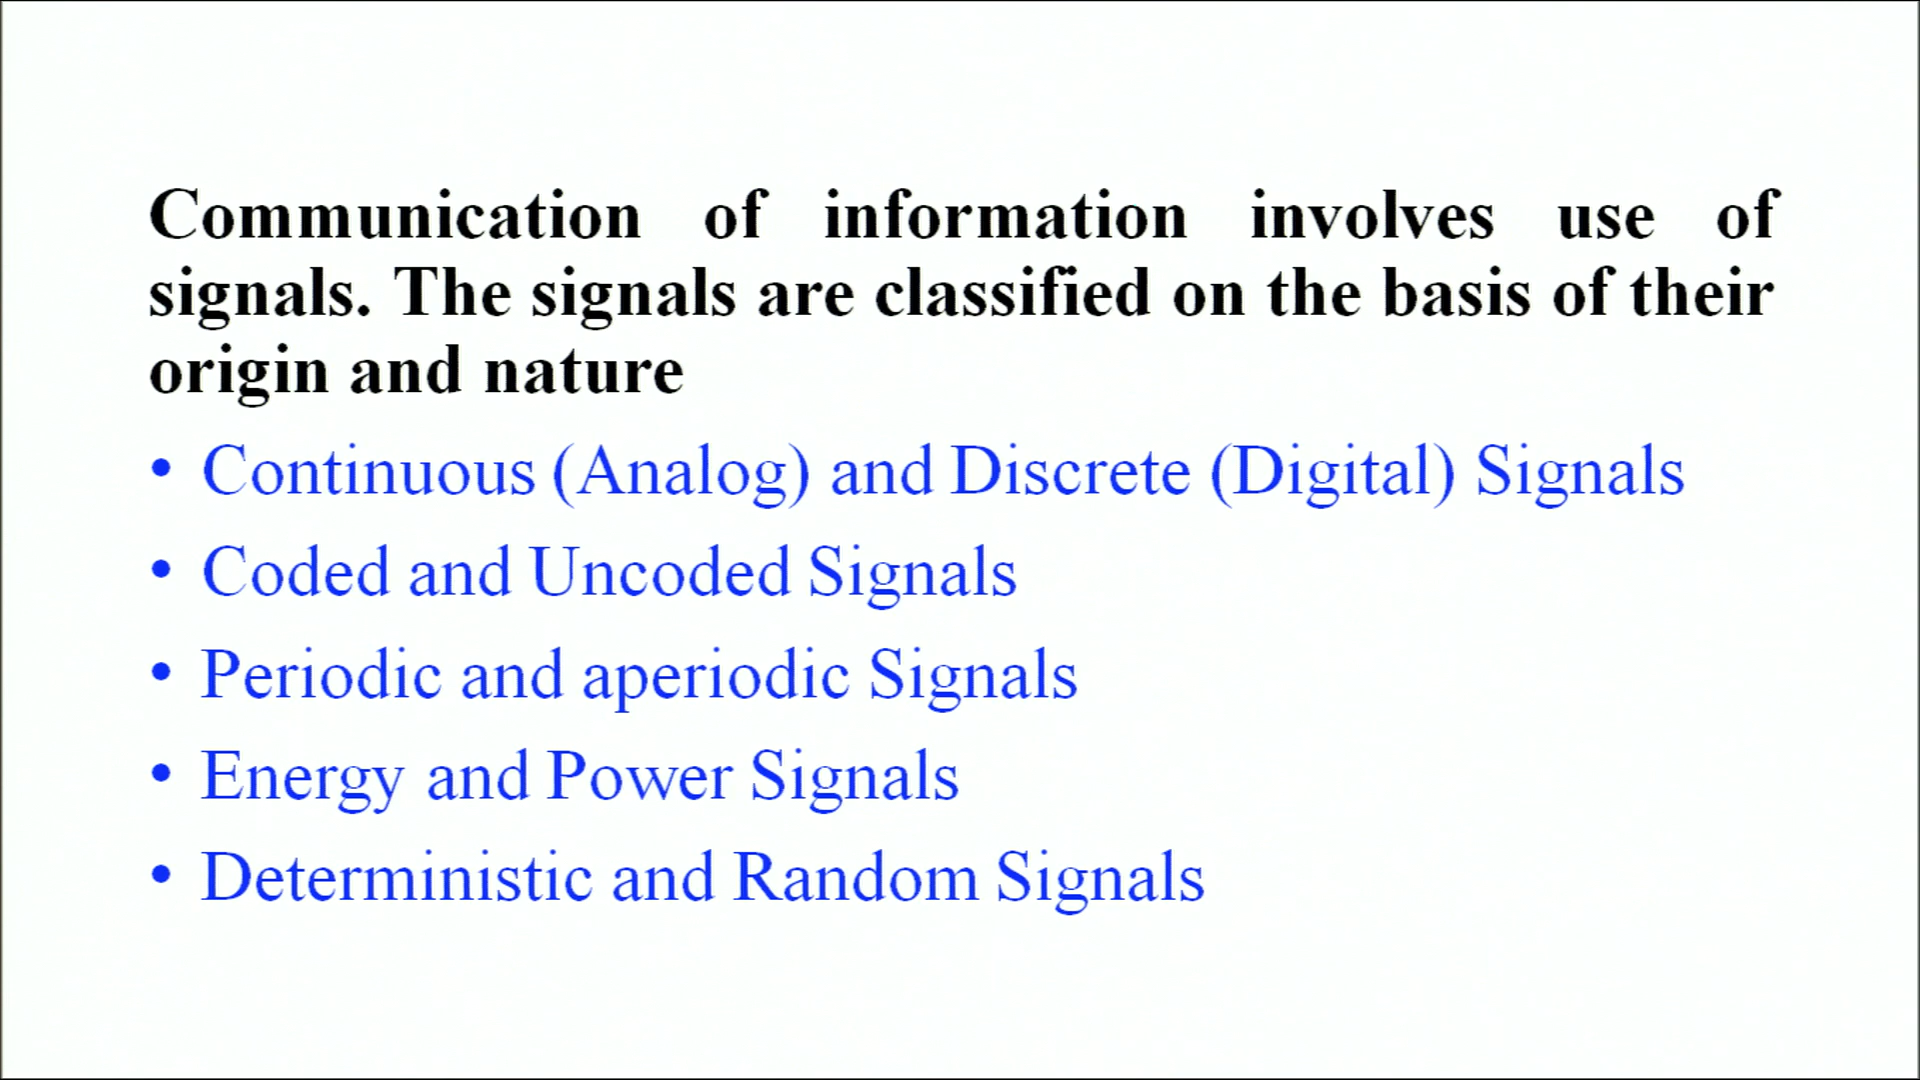 Communication of information involves use of
signals. The signals are classified on the basis of their
origin and nature
• Continuous (Analog) and Discrete (Digital) Signals
• Coded and Uncoded Signals
• Periodic and aperiodic Signals
• Energy and Power Signals
• Deterministic and Random Signals